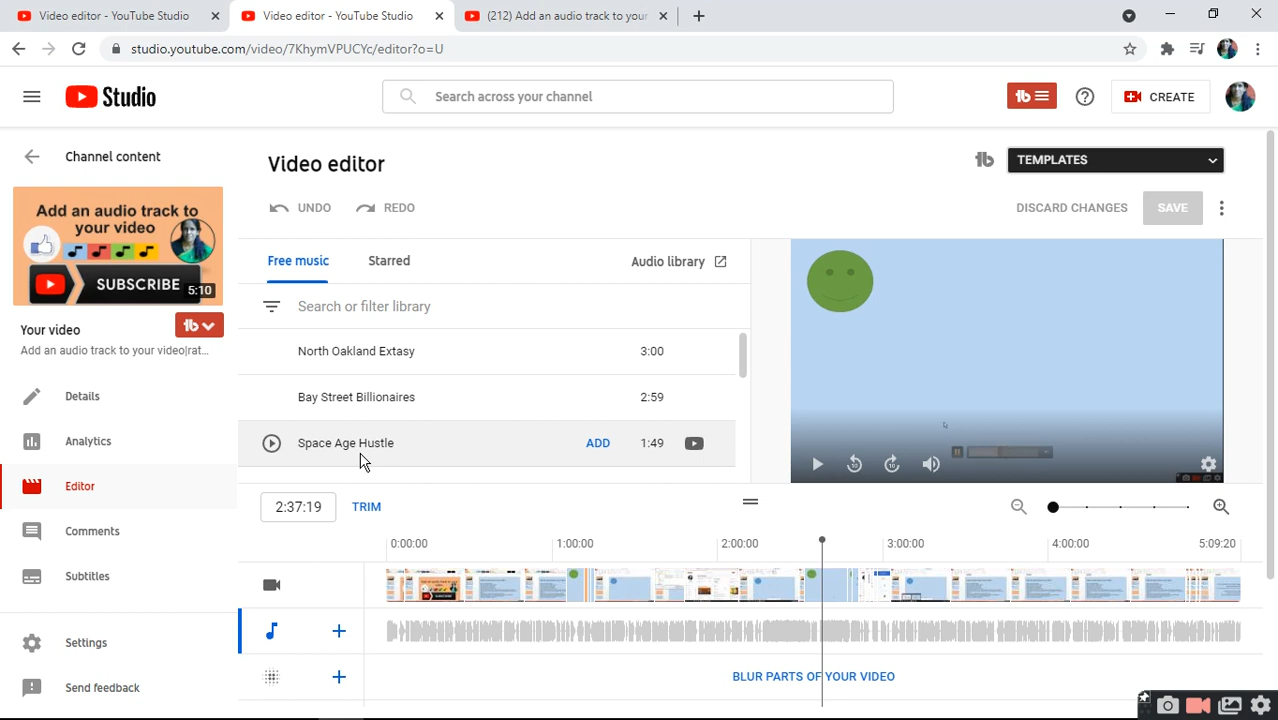 Video editor - YouTube Studio
Video editor - YouTube Studio
(212) Add an audio track to your
studio.youtube.com/video/7KhymVPUCYc/editor?o=U
Studio
Search across your channel
CREATE
Channel content
Video editor
TEMPLATES
Add an audio track to
your video
SUBSCRIBE
5:10
UNDO
REDO
DISCARD CHANGES
SAVE
Free music
Starred
Audio library
Search or filter library
Your video
Add an audio track to your video|rat...
North Oakland Extasy
3:00
Bay Street Billionaires
2:59
Space Age Hustle
ADD
1:49
Details
Analytics
Editor
Comments
Subtitles
Settings
Send feedback
2:37:19
TRIM
0:00:00
1:00:00
2:00:00
3:00:00
4:00:00
5:09:20
BLUR PARTS OF YOUR VIDEO